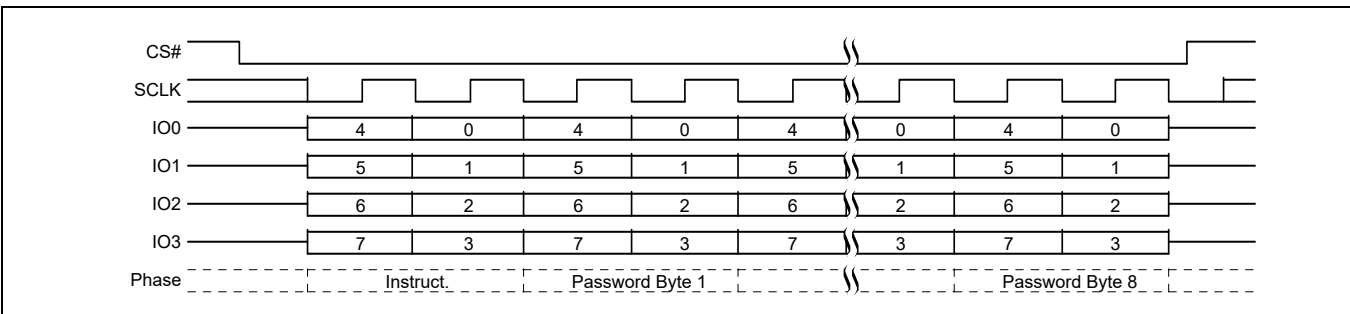 CS#
SCLK
IO0 4 0 4 0 4 0 4 0
IO1 5 1 5 1 5 1 5 1
IO2 6 2 6 2 6 2 6 2
IO3 7 3 7 3 7 3 7 3
Phase Instruct. Password Byte 1 Password Byte 8